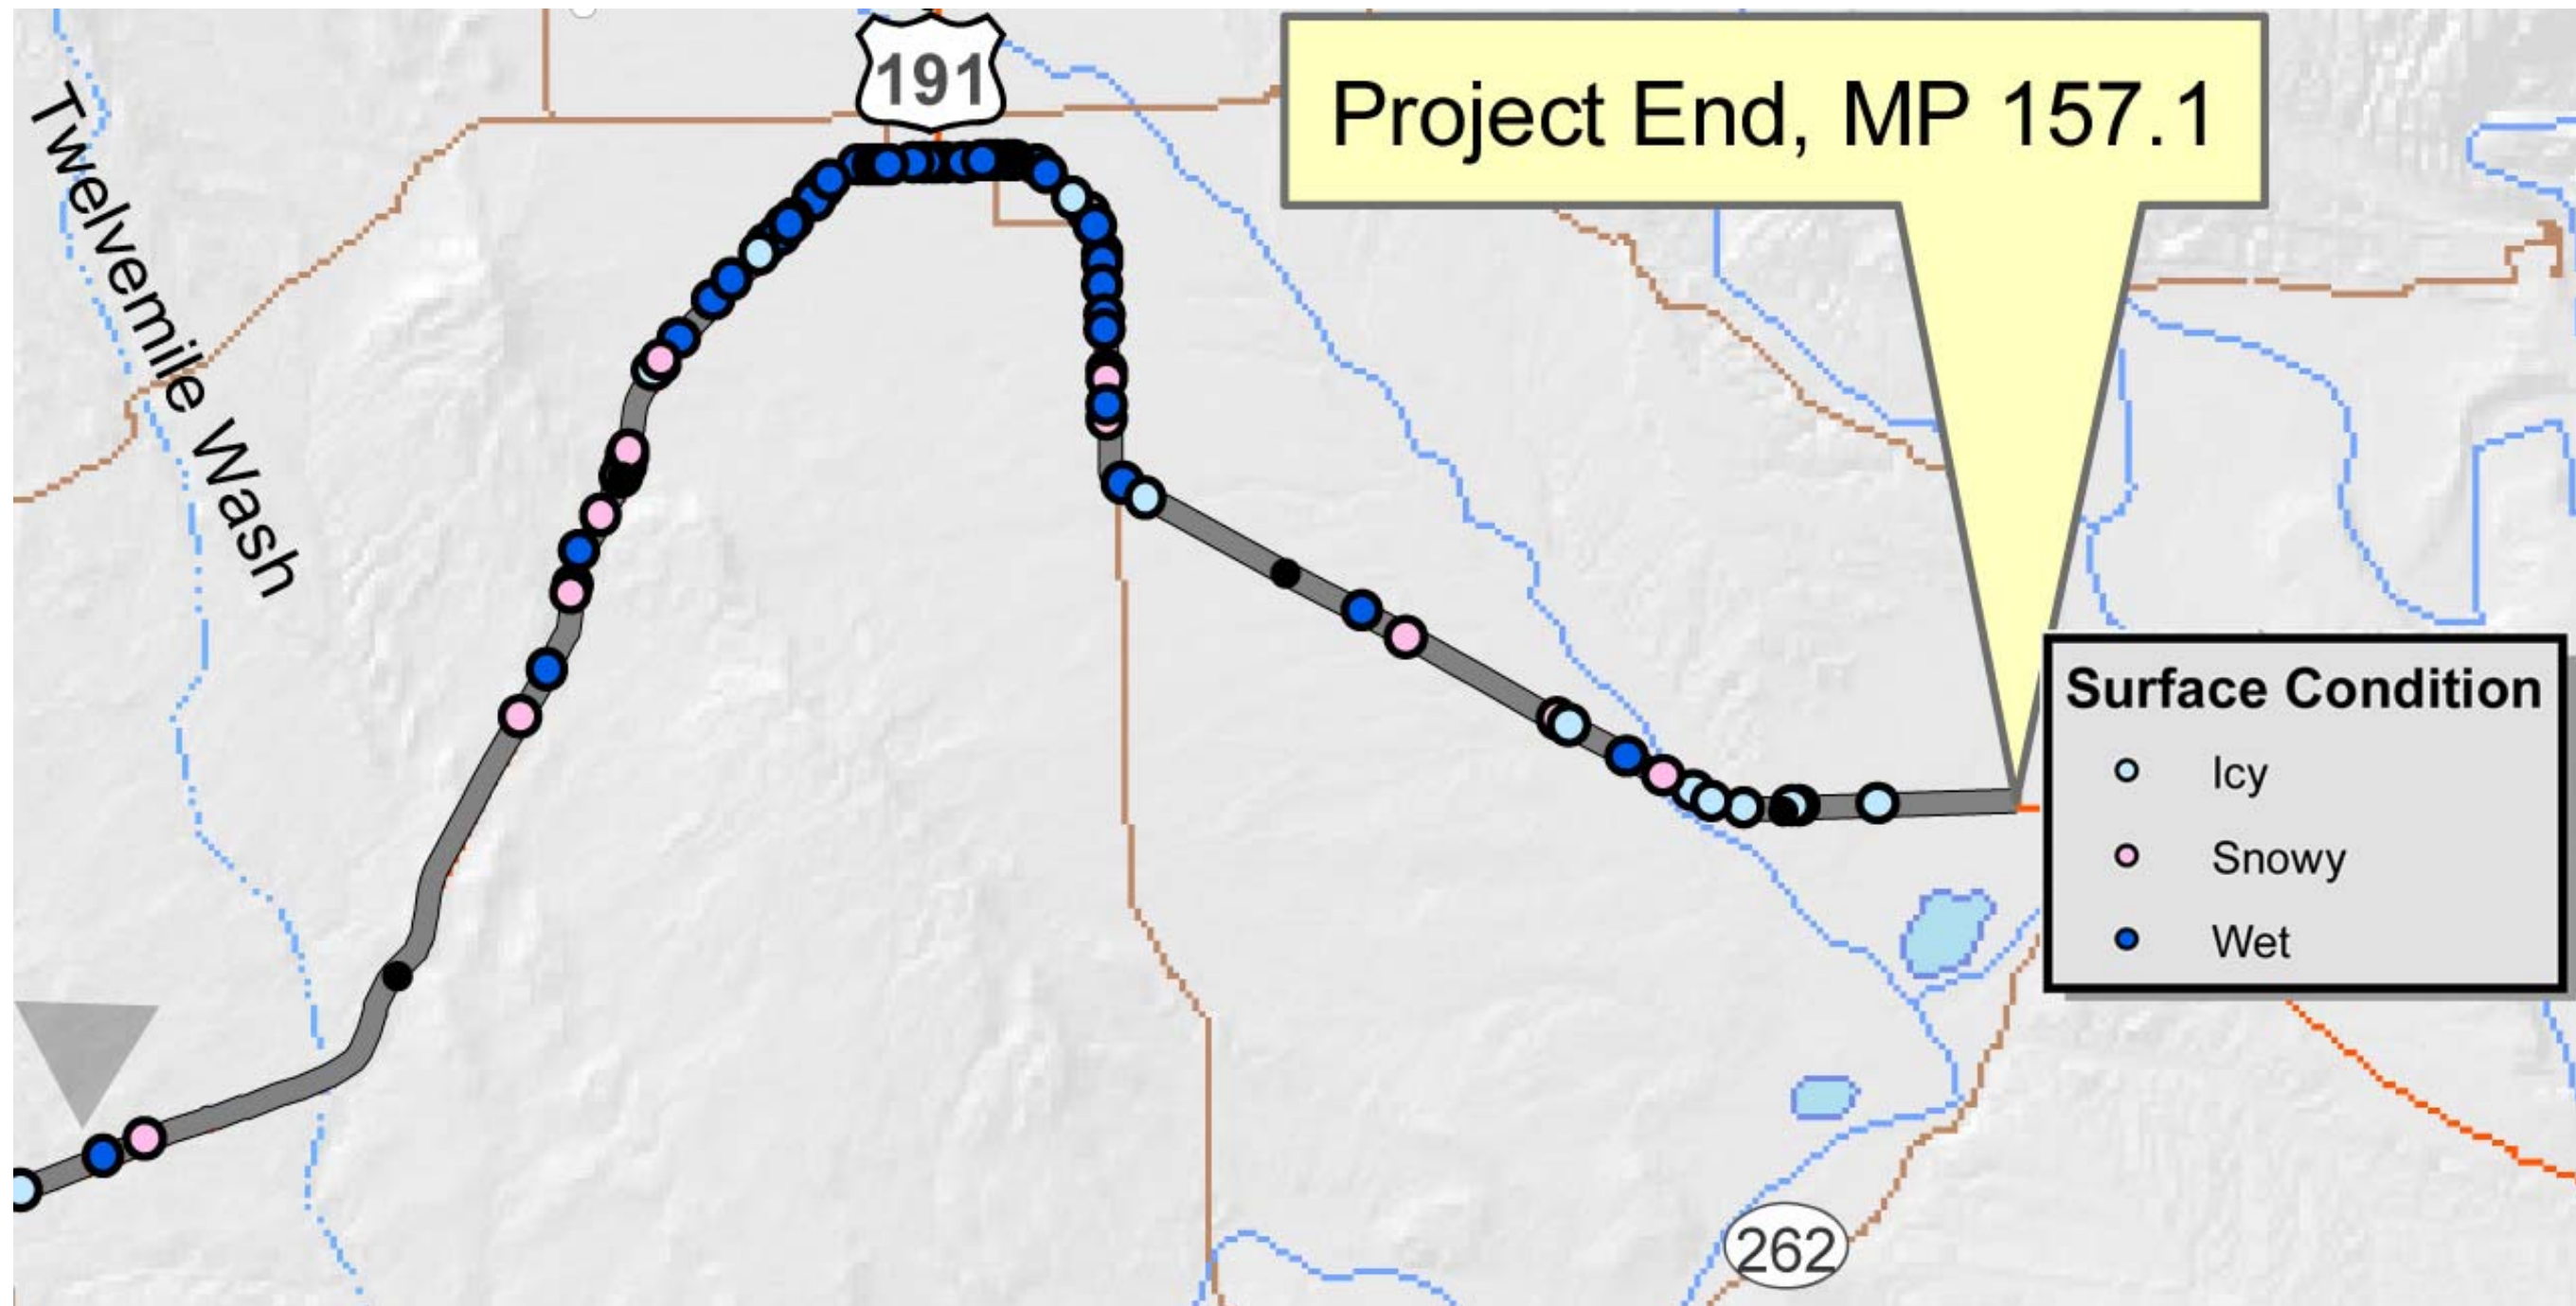 191
Project End, MP 157.1
Twelvemile Wash
Surface Condition
Icy
Snowy
Wet
262